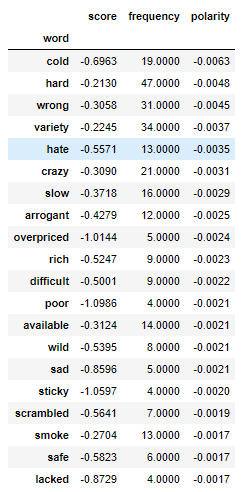 score frequency polarity
word
cold -0.6963 19.0000 -0.0063
hard -0.2130 47.0000 -0.0048
wrong -0.3058 31.0000 -0.0045
variety -0.2245 34.0000 -0.0037
hate -0.5571 13.0000 -0.0035
crazy -0.3090 21.0000 -0.0031
slow -0.3718 16.0000 -0.0029
arrogant -0.4279 12.0000 -0.0025
overpriced -1.0144 5.0000 -0.0024
rich -0.5247 9.0000 -0.0023
difficult -0.5001 9.0000 -0.0022
poor -1.0986 4.0000 -0.0021
available -0.3124 14.0000 -0.0021
wild -0.5395 8.0000 -0.0021
sad -0.8596 5.0000 -0.0021
sticky -1.0597 4.0000 -0.0020
scrambled -0.5641 7.0000 -0.0019
smoke -0.2704 13.0000 -0.0017
safe -0.5823 6.0000 -0.0017
lacked -0.8729 4.0000 -0.0017